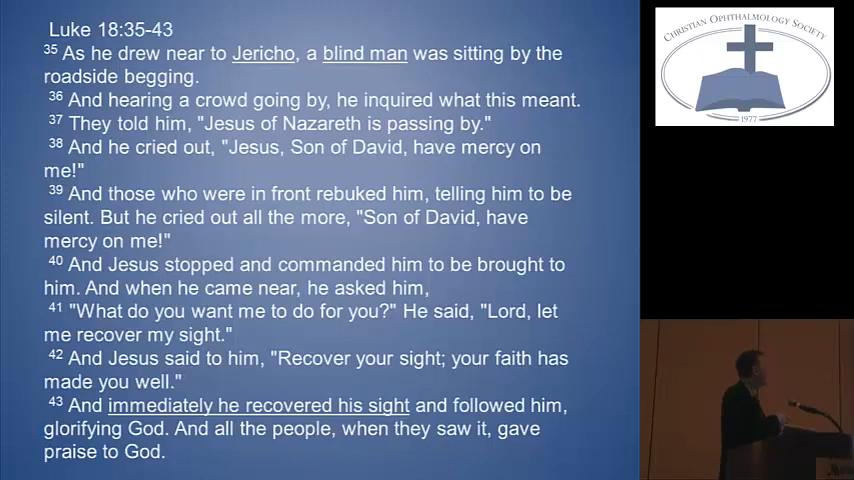 Luke 18:35-43
35 As he drew near to Jericho, a blind man was sitting by the
roadside begging.
36 And hearing a crowd going by, he inquired what this meant.
37 They told him, "Jesus of Nazareth is passing by."
38 And he cried out, "Jesus, Son of David, have mercy on
me!"
39 And those who were in front rebuked him, telling him to be
silent. But he cried out all the more, "Son of David, have
mercy on me!"
40 And Jesus stopped and commanded him to be brought to
him. And when he came near, he asked him,
41 "What do you want me to do for you?" He said, "Lord, let
me recover my sight."
42 And Jesus said to him, "Recover your sight; your faith has
made you well."
43 And immediately he recovered his sight and followed him,
glorifying God. And all the people, when they saw it, gave
praise to God.
CHRISTIAN OPHTHALMOLOGY SOCIETY
1977